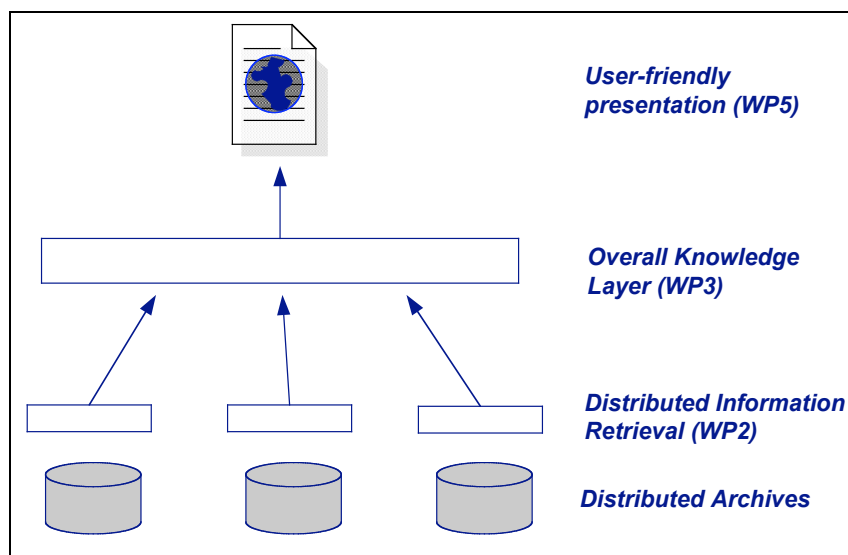 User-friendly
presentation (WP5)
Overall Knowledge
Layer (WP3)
Distributed Information
Retrieval (WP2)
Distributed Archives